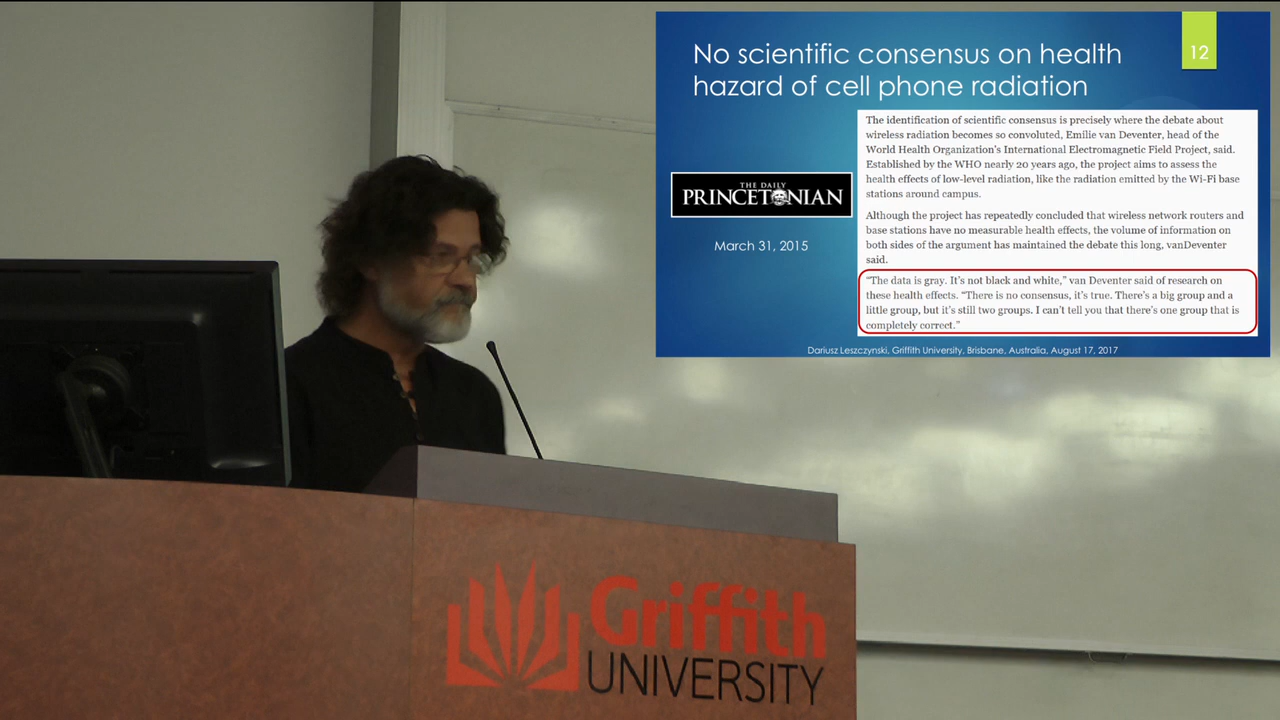 No scientific consensus on health
hazard of cell phone radiation
12
The identification of scientific consensus is precisely where the debate about
wireless radiation becomes so convoluted, Emilie van Deventer, head of the
World Health Organization's International Electromagnetic Field Project, said.
Established by the WHO nearly 20 years ago, the project aims to assess the
health effects of low-level radiation, like the radiation emitted by the Wi-Fi base
stations around campus.
Although the project has repeatedly concluded that wireless network routers and
base stations have no measurable health effects, the volume of information on
both sides of the argument has maintained the debate this long, vanDeventer
said.
"The data is gray. It's not black and white," van Deventer said of research on
these health effects. "There is no consensus, it's true. There's a big group and a
little group, but it's still two groups. I can't tell you that there's one group that is
completely correct."
THE DAILY
PRINCETONIAN
March 31, 2015
Dariusz Leszczynski, Griffith University, Brisbane, Australia, August 17, 2017
Griffith
UNIVERSITY